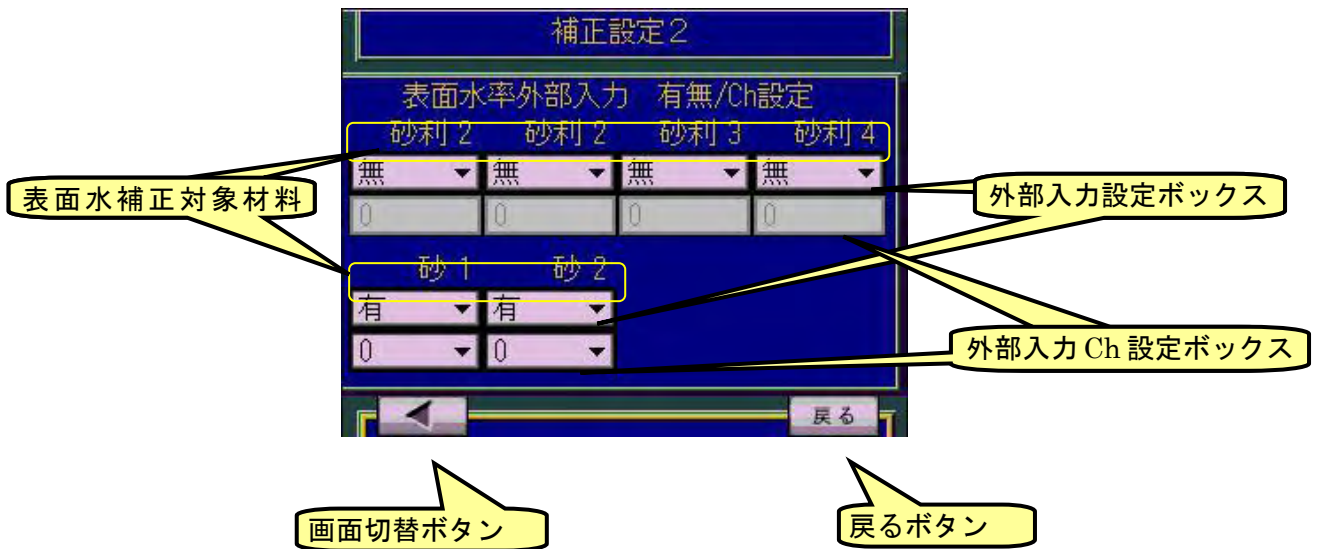 補正設定2
表面水率外部入力 有無/Ch設定
砂利2 砂利2 砂利3 砂利4
無 無 無 無
0 0 0 0
砂1 砂2
有 有
0 0
戻る
表面水補正対象材料
外部入力設定ボックス
外部入力Ch設定ボックス
画面切替ボタン
戻るボタン